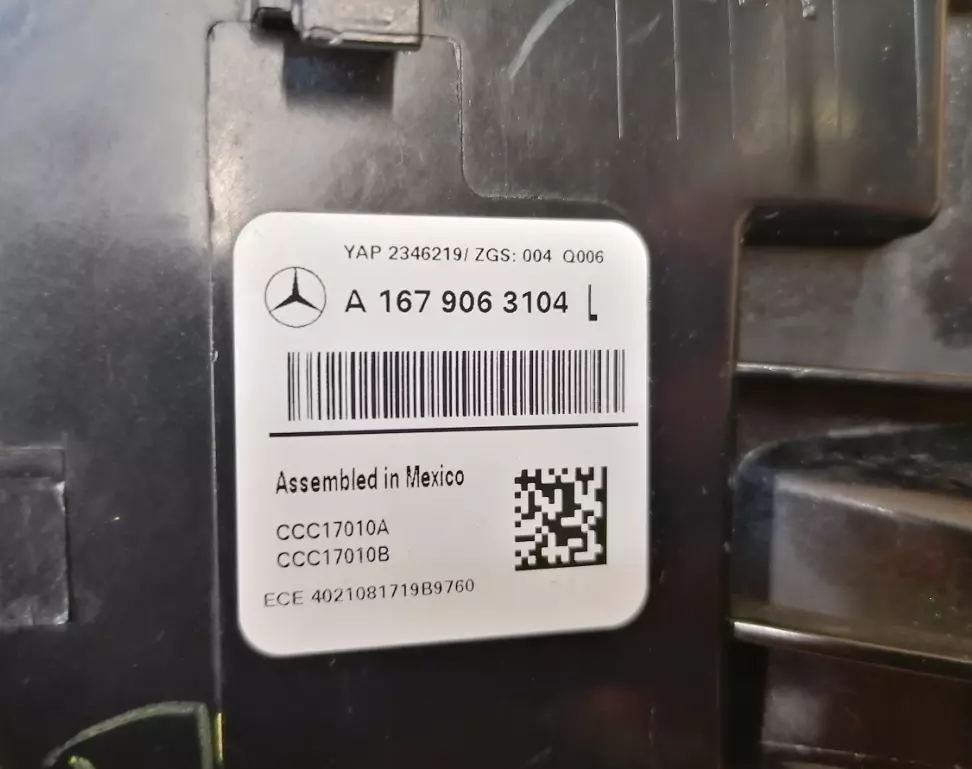 YAP 2346219/ ZGS: 004 Q006
A 167 906 3104 L
Assembled in Mexico
CCC17010A
CCC17010B
ECE 4021081719B9760